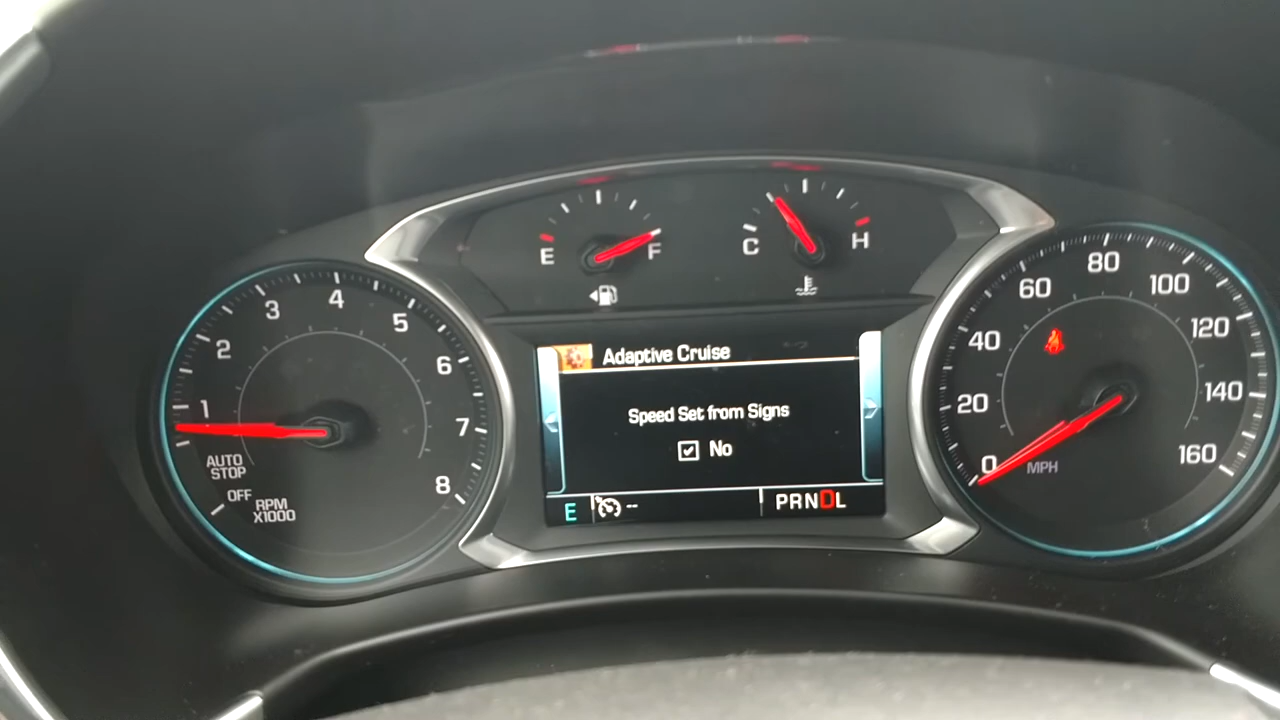 E F
C H
1 2 3 4 5 6 7 8
AUTO
STOP
OFF
RPM
X1000
Adaptive Cruise
Speed Set from Signs
No
E -- PRNDL
0 20 40 60 80 100 120 140 160
MPH